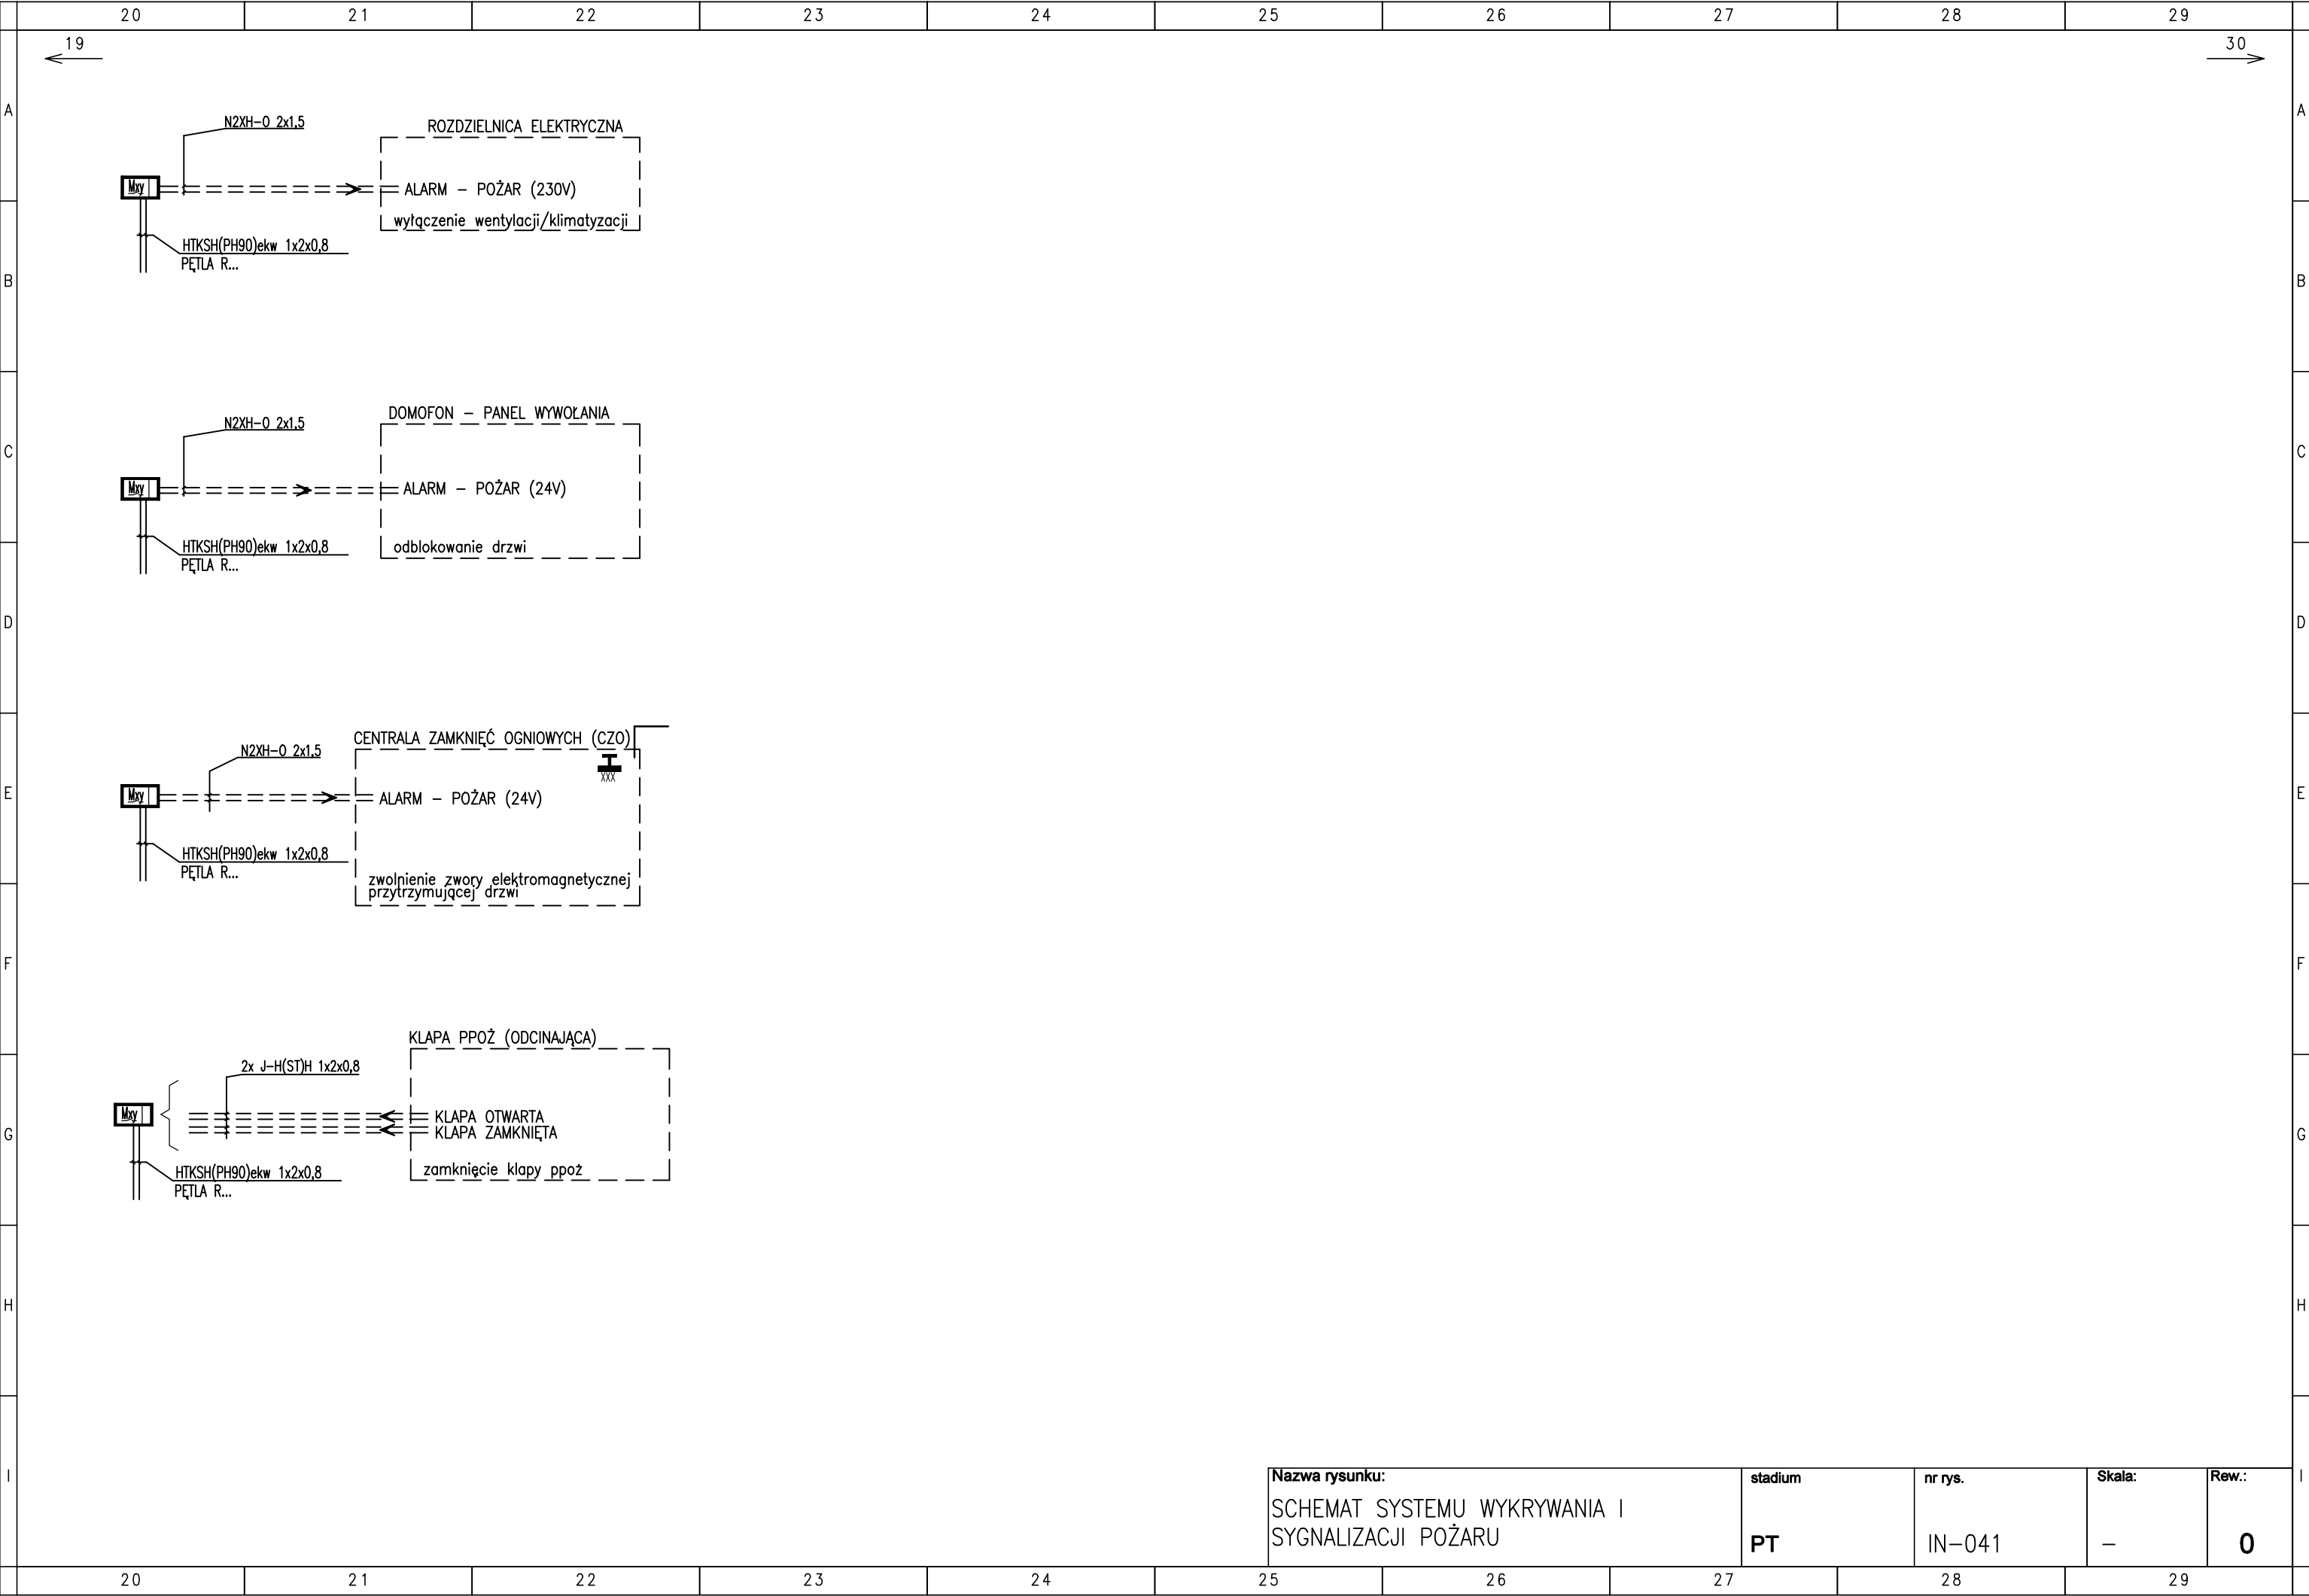 20 21 22 23 24 25 26 27 28 29
19
30
A A
N2XH-O 2x1,5
ROZDZIELNICA ELEKTRYCZNA
Mxy
ALARM - POŻAR (230V)
wyłączenie wentylacji/klimatyzacji
HTKSH(PH90)ekw 1x2x0,8
PĘTLA R...
B B
DOMOFON - PANEL WYWOŁANIA
N2XH-O 2x1,5
C C
Mxy
ALARM - POŻAR (24V)
HTKSH(PH90)ekw 1x2x0,8
odblokowanie drzwi
PĘTLA R...
D D
CENTRALA ZAMKNIĘĆ OGNIOWYCH (CZO)
N2XH-O 2x1,5
XXX
E E
Mxy
ALARM - POŻAR (24V)
HTKSH(PH90)ekw 1x2x0,8
PĘTLA R...
zwolnienie zwory elektromagnetycznej
przytrzymującej drzwi
F F
KLAPA PPOŻ (ODCINAJĄCA)
2x J-H(ST)H 1x2x0,8
Mxy
KLAPA OTWARTA
KLAPA ZAMKNIĘTA
G G
HTKSH(PH90)ekw 1x2x0,8
zamknięcie klapy ppoż
PĘTLA R...
H H
I I
Nazwa rysunku:
SCHEMAT SYSTEMU WYKRYWANIA I
SYGNALIZACJI POŻARU
stadium
PT
nr rys.
IN-041
Skala:
-
Rew.:
0
20 21 22 23 24 25 26 27 28 29